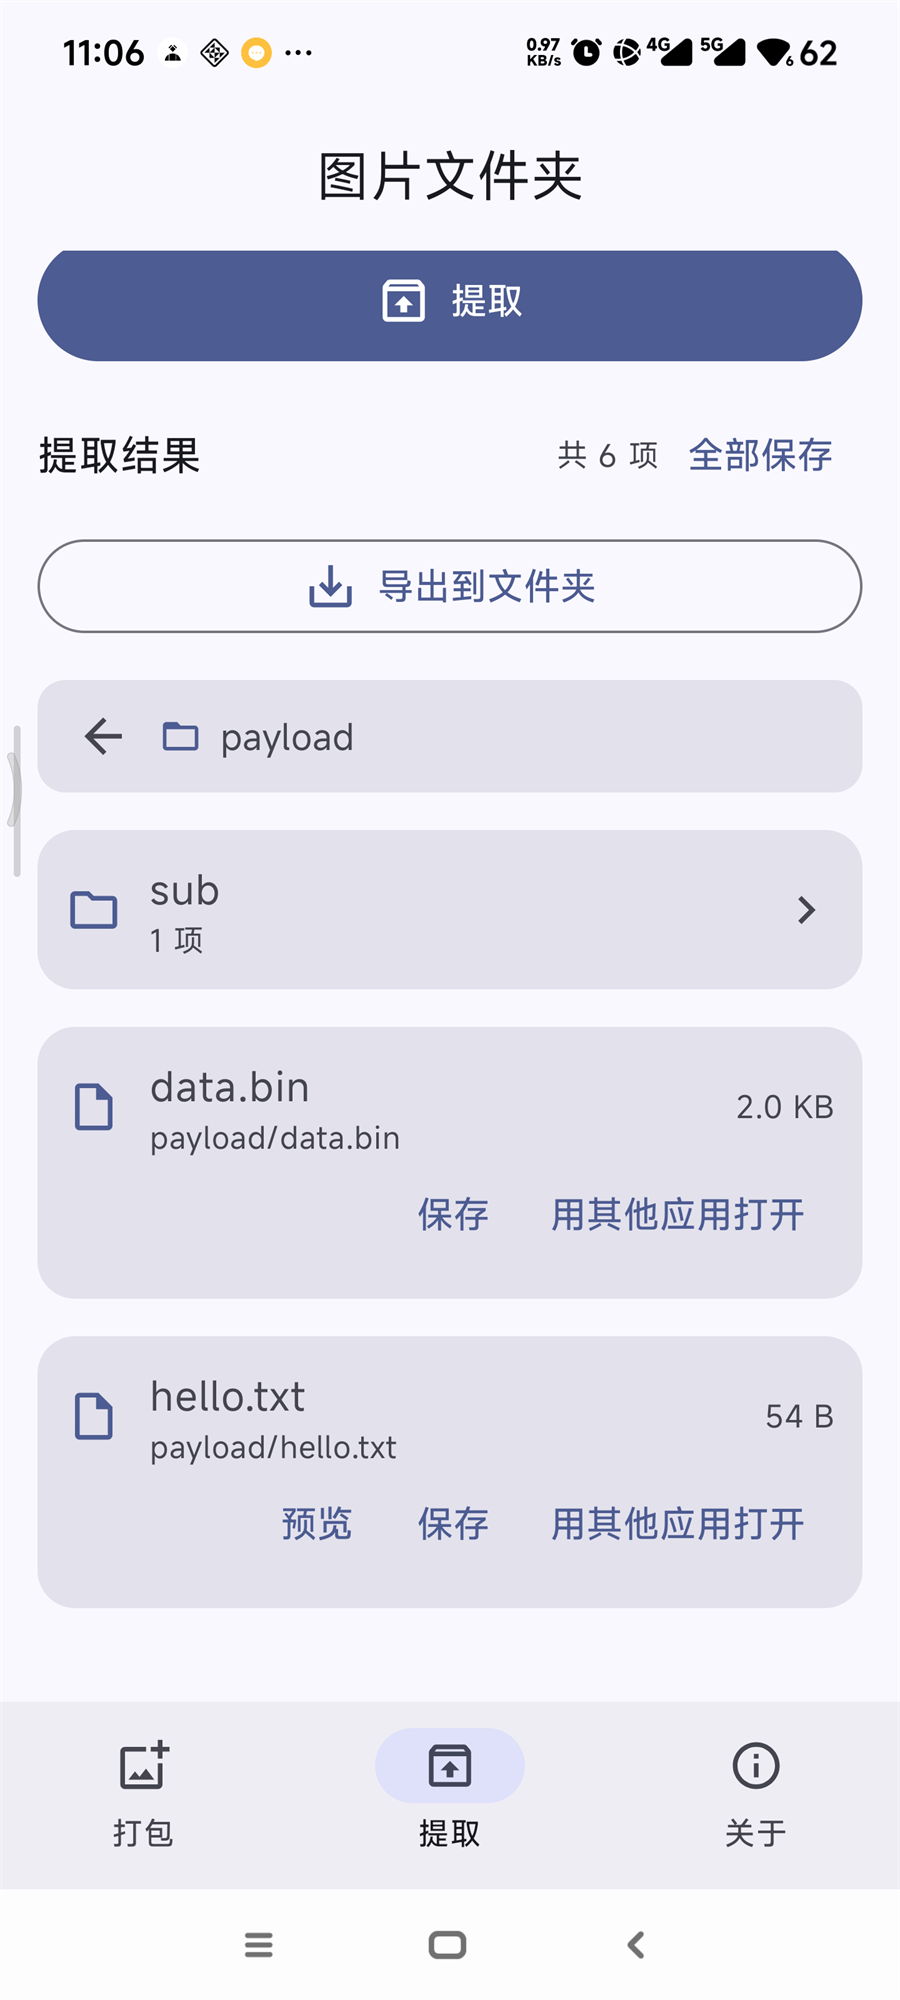 11:06 ··· 0.97 KB/s 4G 5G 6 62
图片文件夹
提取
提取结果 共 6 项 全部保存
导出到文件夹
payload
sub
1 项
data.bin
2.0 KB
payload/data.bin
保存 用其他应用打开
hello.txt
54 B
payload/hello.txt
预览 保存 用其他应用打开
打包 提取 关于